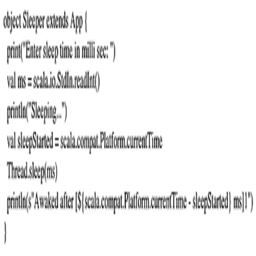 object Sleeper extends App {
print("Enter sleep time in milli sec: ")
val ms = scala.io.StdIn.readInt()
println("Sleeping...")
val sleepStarted = scala.compat.Platform.currentTime
Thread.sleep(ms)
println(s"Awaked after [${scala.compat.Platform.currentTime - sleepStarted} ms]!")
}